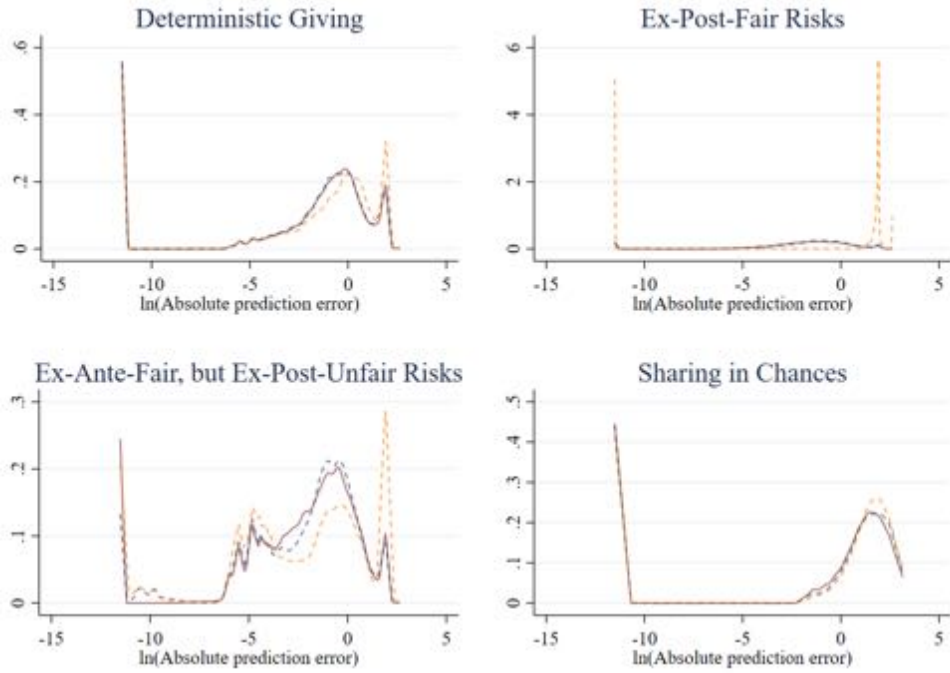 Deterministic Giving
.6
.4
.2
0
-15 -10 -5 0 5
ln(Absolute prediction error)
Ex-Post-Fair Risks
.6
.4
.2
0
-15 -10 -5 0 5
ln(Absolute prediction error)
Ex-Ante-Fair, but Ex-Post-Unfair Risks
.3
.2
.1
0
-15 -10 -5 0 5
ln(Absolute prediction error)
Sharing in Chances
.5
.4
.3
.2
.1
0
-15 -10 -5 0 5
ln(Absolute prediction error)